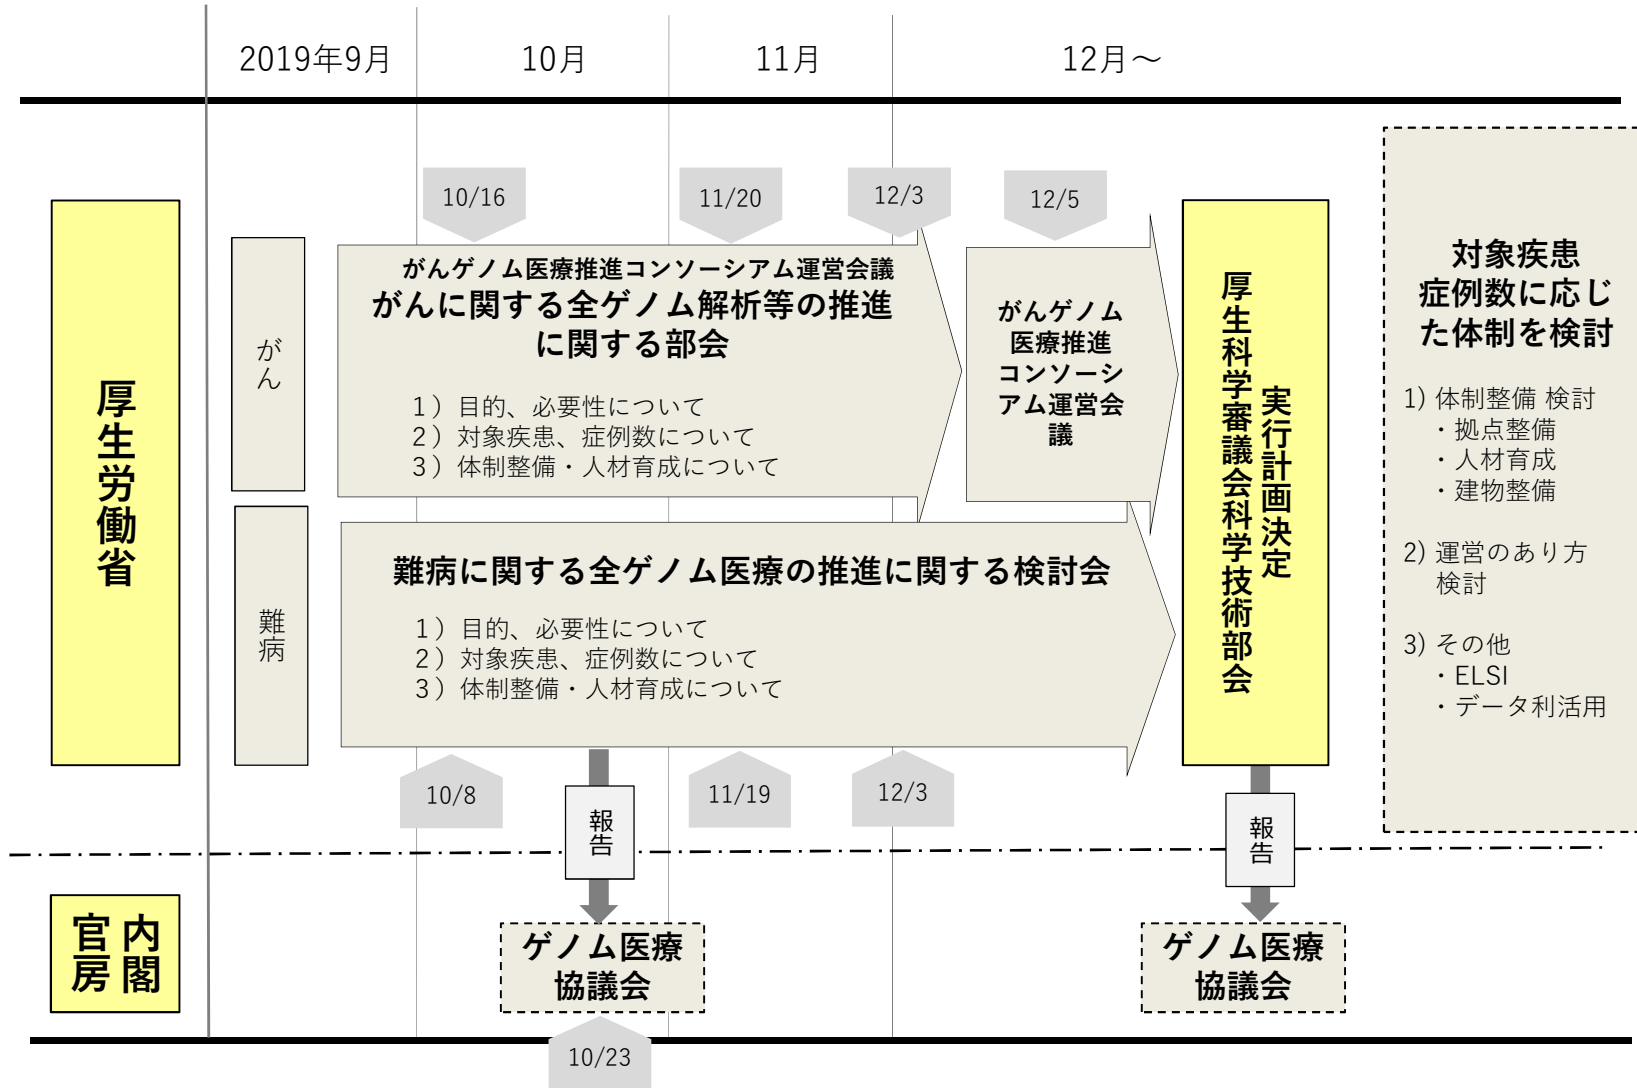 2019年9月
10月
11月
12月～
10/16
11/20
12/3
12/5
厚生労働省
がん
がんゲノム医療推進コンソーシアム運営会議
がんに関する全ゲノム解析等の推進
に関する部会
1）目的、必要性について
2）対象疾患、症例数について
3）体制整備・人材育成について
がんゲノム
医療推進
コンソーシ
アム運営会
議
難病
難病に関する全ゲノム医療の推進に関する検討会
1）目的、必要性について
2）対象疾患、症例数について
3）体制整備・人材育成について
実行計画決定
厚生科学審議会科学技術部会
対象疾患
症例数に応じ
た体制を検討
1) 体制整備 検討
・拠点整備
・人材育成
・建物整備
2) 運営のあり方
検討
3) その他
・ELSI
・データ利活用
10/8
11/19
12/3
報告
報告
内閣
官房
ゲノム医療
協議会
ゲノム医療
協議会
10/23